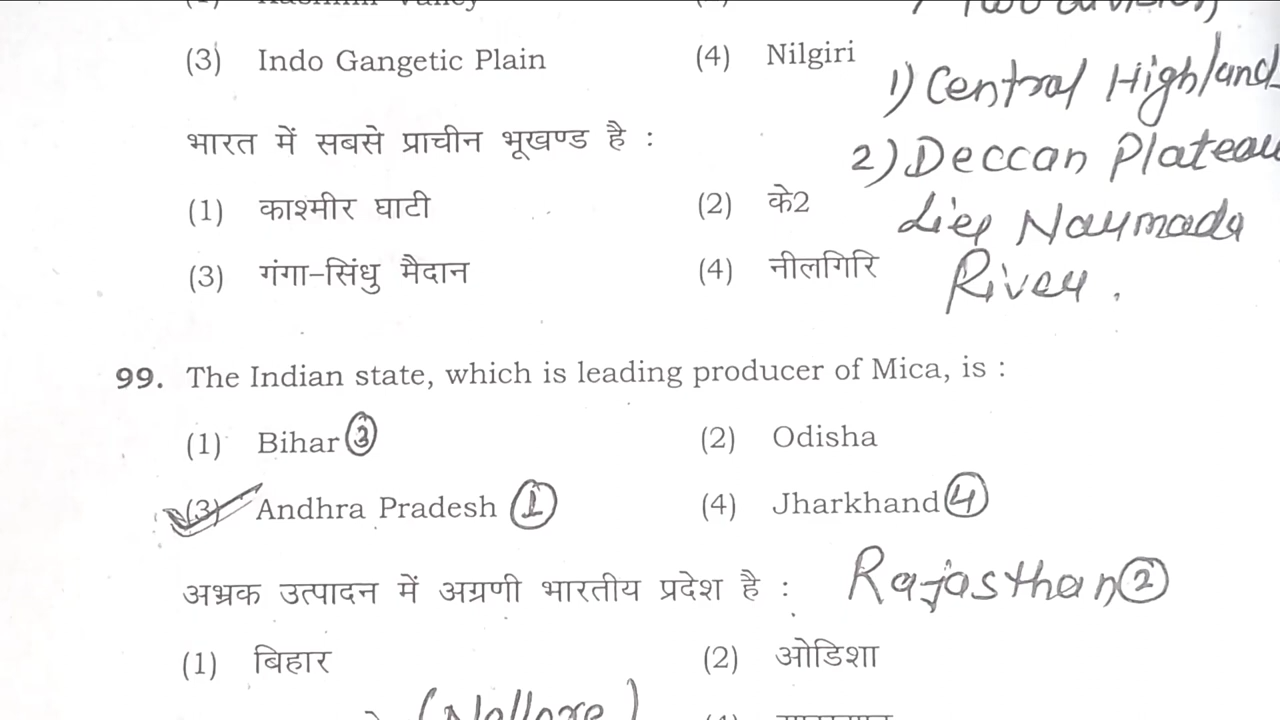 (3) Indo Gangetic Plain (4) Nilgiri
1) Central Highland
भारत में सबसे प्राचीन भूखण्ड है :
2) Deccan Plateau
(1) काश्मीर घाटी (2) के2
Lies Narmada
(3) गंगा-सिंधु मैदान (4) नीलगिरि
River.
99. The Indian state, which is leading producer of Mica, is :
(1) Bihar 3 (2) Odisha
(3) Andhra Pradesh 1 (4) Jharkhand 4
अभ्रक उत्पादन में अग्रणी भारतीय प्रदेश है : Rajasthan 2
(1) बिहार (2) ओडिशा
(Nellore)